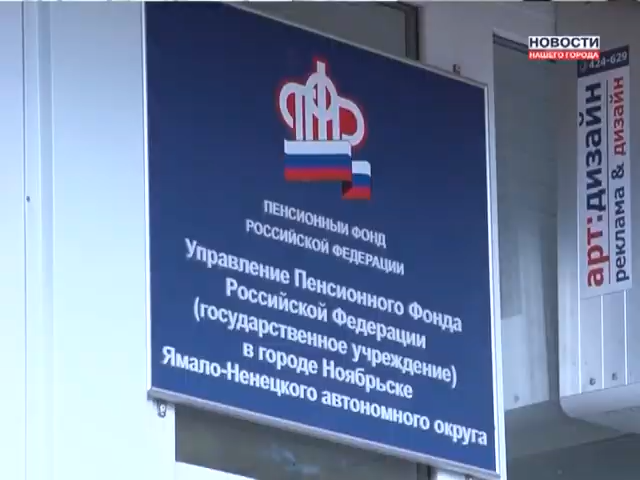 НОВОСТИ
НАШЕГО ГОРОДА
424-629
арт:дизайн
реклама & дизайн
ПЕНСИОННЫЙ ФОНД
РОССИЙСКОЙ ФЕДЕРАЦИИ
Управление Пенсионного Фонда
Российской Федерации
(государственное учреждение)
в городе Ноябрьске
Ямало-Ненецкого автономного округа